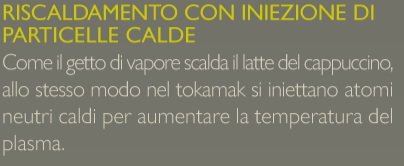 RISCALDAMENTO CON INIEZIONE DI
PARTICELLE CALDE
Come il getto di vapore scalda il latte del cappuccino,
allo stesso modo nel tokamak si iniettano atomi
neutri caldi per aumentare la temperatura del
plasma.